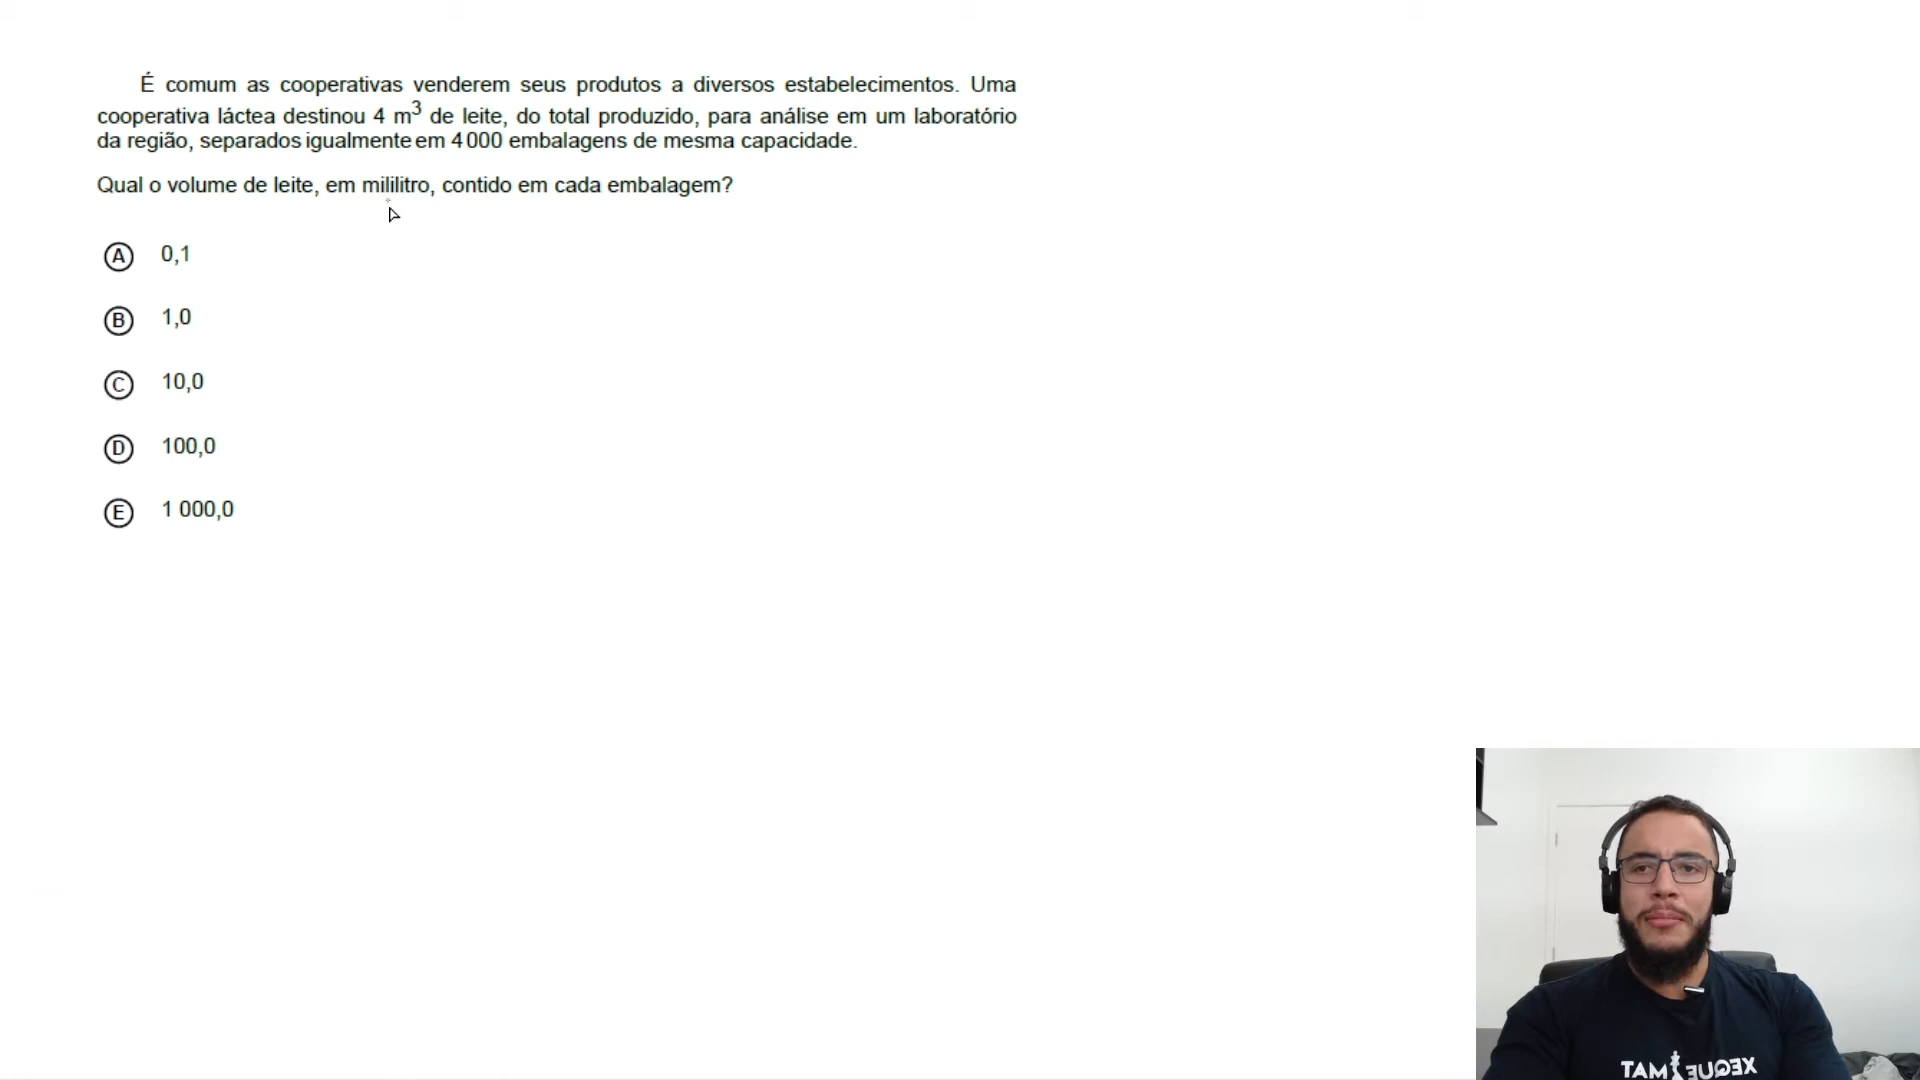 É comum as cooperativas venderem seus produtos a diversos estabelecimentos. Uma
cooperativa láctea destinou 4 m³ de leite, do total produzido, para análise em um laboratório
da região, separados igualmente em 4 000 embalagens de mesma capacidade.
Qual o volume de leite, em mililitro, contido em cada embalagem?
A 0,1
B 1,0
C 10,0
D 100,0
E 1 000,0
XEQUE MAT